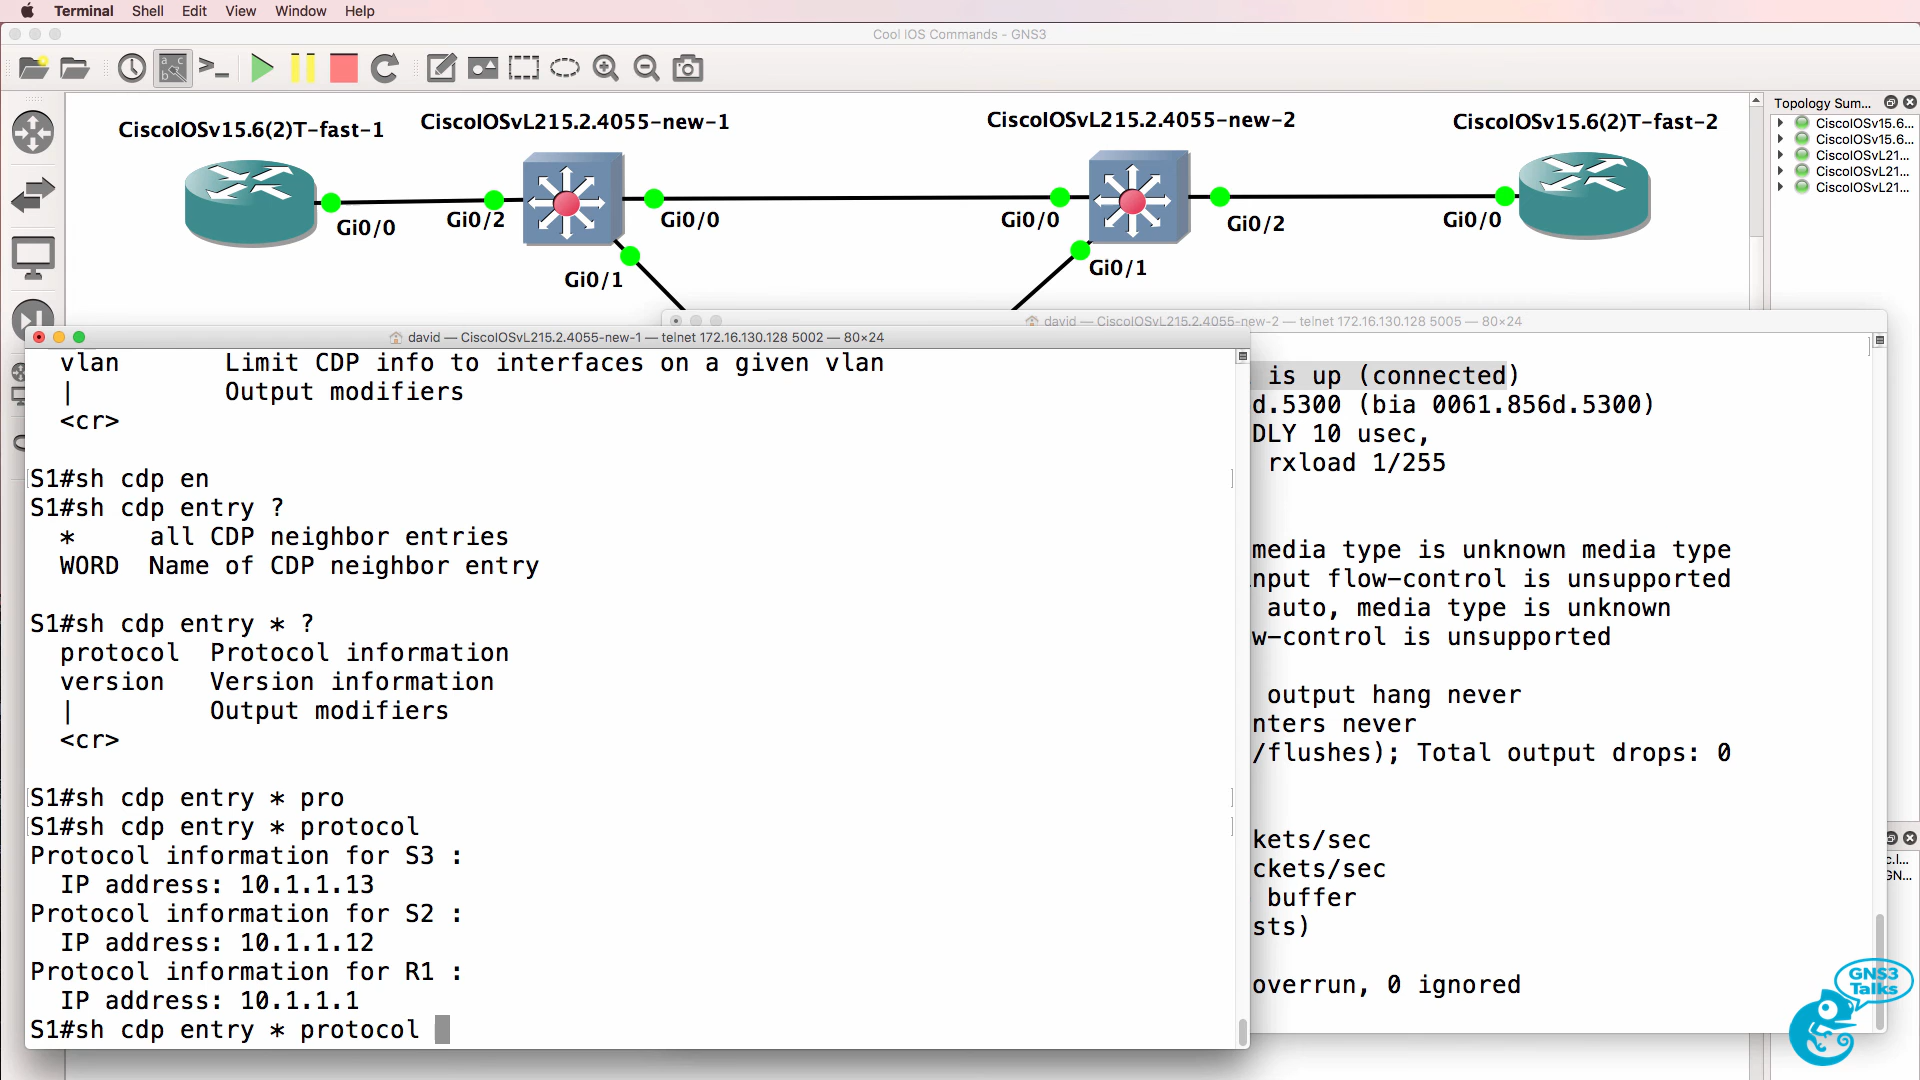 Terminal Shell Edit View Window Help
Cool IOS Commands - GNS3
Topology Sum...
CiscoIOSv15.6(2)T-fast-1
CiscoIOSvL215.2.4055-new-1
CiscoIOSvL215.2.4055-new-2
CiscoIOSv15.6(2)T-fast-2
CiscoIOSv15.6...
CiscoIOSv15.6...
CiscoIOSvL21...
CiscoIOSvL21...
CiscoIOSvL21...
Gi0/0
Gi0/2
Gi0/0
Gi0/0
Gi0/2
Gi0/0
Gi0/1
Gi0/1
david — CiscoIOSvL215.2.4055-new-2 — telnet 172.16.130.128 5005 — 80×24
david — CiscoIOSvL215.2.4055-new-1 — telnet 172.16.130.128 5002 — 80×24
vlan Limit CDP info to interfaces on a given vlan
| Output modifiers
<cr>
S1#sh cdp en
S1#sh cdp entry ?
* all CDP neighbor entries
WORD Name of CDP neighbor entry
S1#sh cdp entry * ?
protocol Protocol information
version Version information
| Output modifiers
<cr>
S1#sh cdp entry * pro
S1#sh cdp entry * protocol
Protocol information for S3 :
IP address: 10.1.1.13
Protocol information for S2 :
IP address: 10.1.1.12
Protocol information for R1 :
IP address: 10.1.1.1
S1#sh cdp entry * protocol
is up (connected)
d.5300 (bia 0061.856d.5300)
DLY 10 usec,
rxload 1/255
media type is unknown media type
nput flow-control is unsupported
auto, media type is unknown
w-control is unsupported
output hang never
nters never
/flushes); Total output drops: 0
kets/sec
ckets/sec
buffer
sts)
overrun, 0 ignored
c.l...
GN...
GNS3
Talks